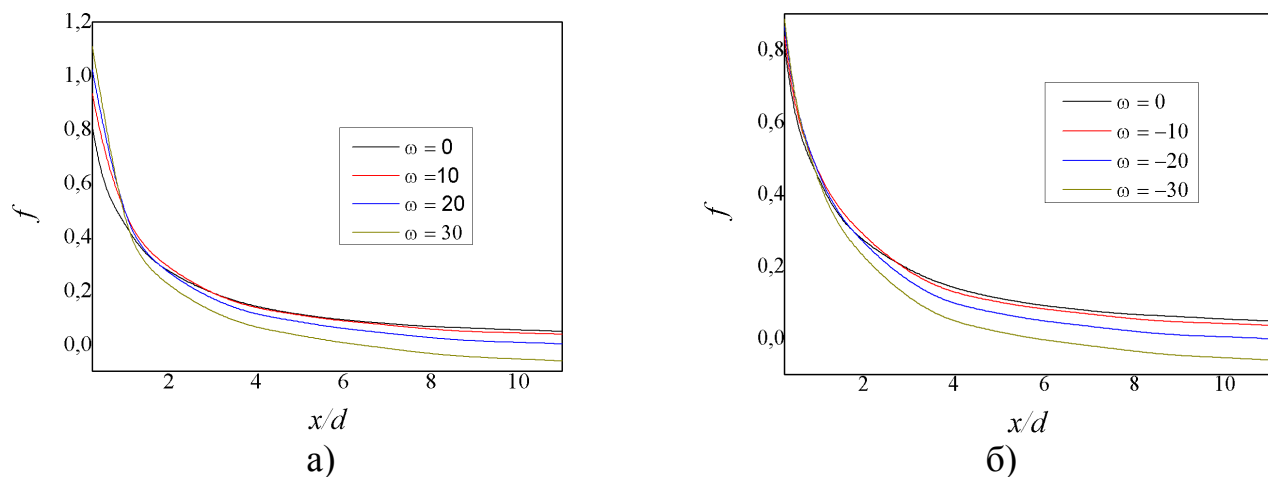 1,2
1,0
0,8
0,6
0,4
0,2
0,0
f
ω = 0
ω =10
ω = 20
ω = 30
2 4 6 8 10
x/d
а)
0,8
0,6
0,4
0,2
0,0
f
ω = 0
ω = −10
ω = −20
ω = −30
2 4 6 8 10
x/d
б)